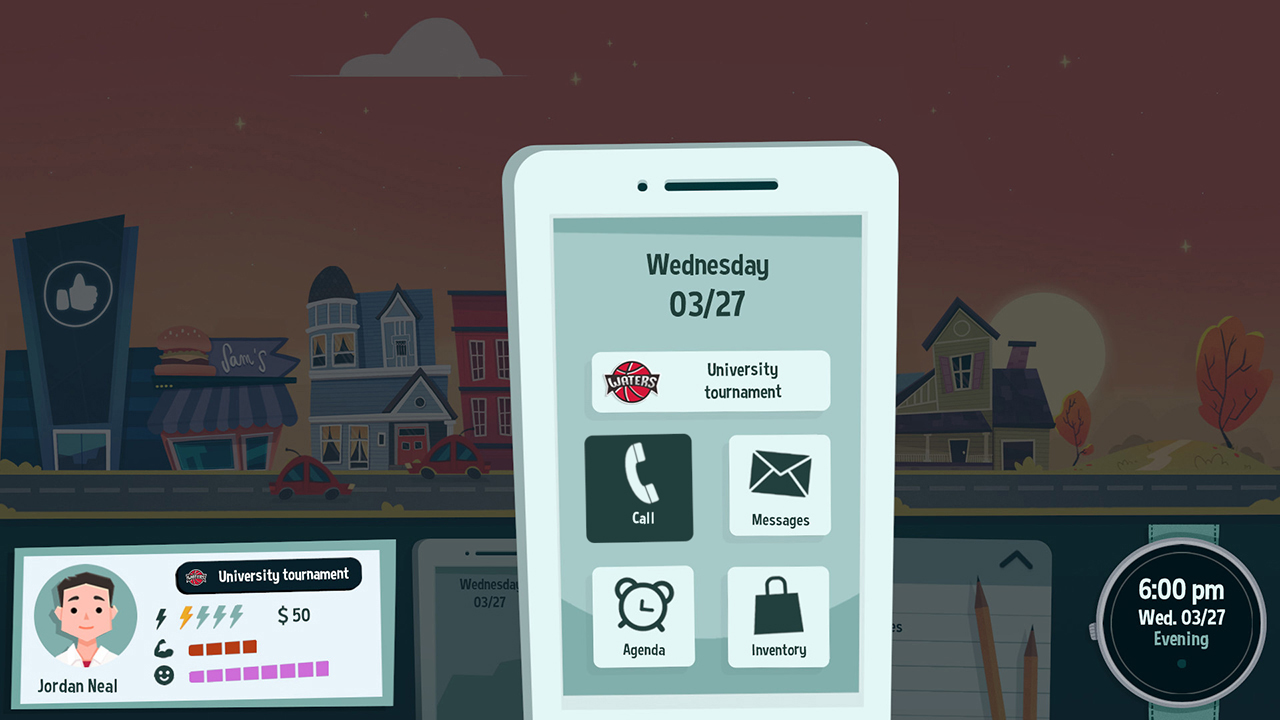 Sam's
Wednesday
03/27
WATERS
University
tournament
Call
Messages
Agenda
Inventory
WATERS
University tournament
$ 50
Jordan Neal
Wednesday
03/27
6:00 pm
Wed. 03/27
Evening